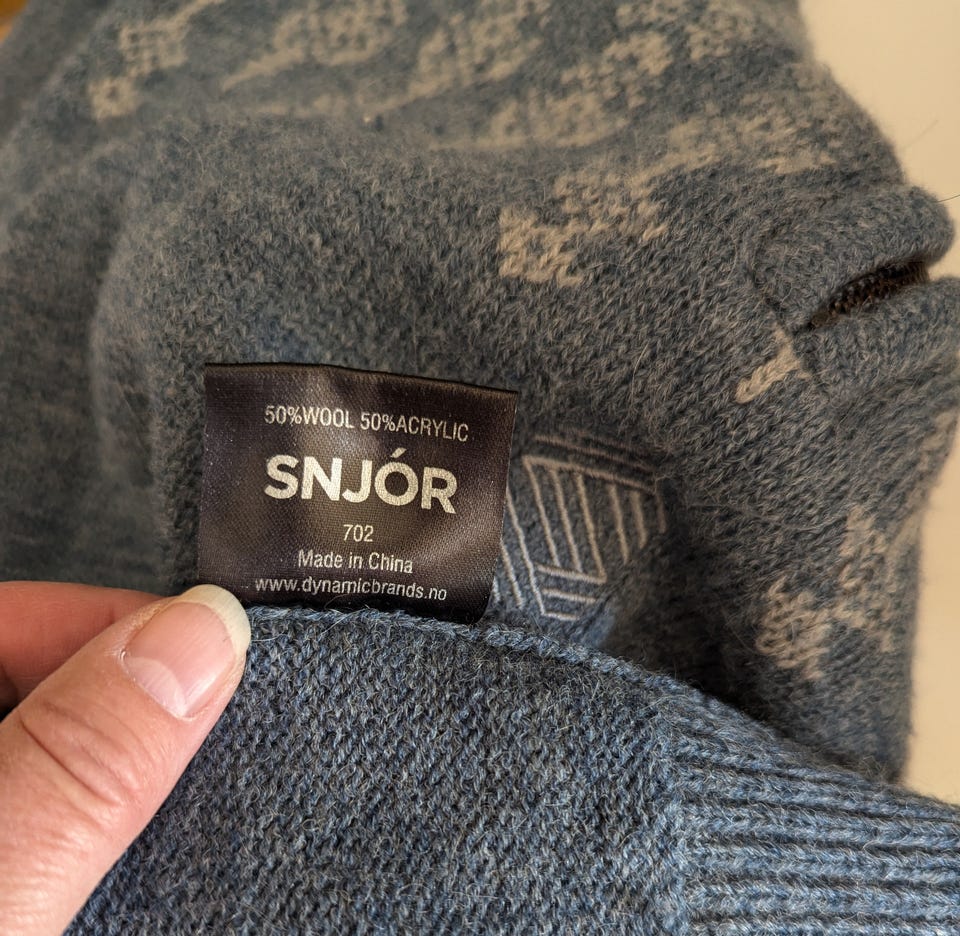 50%WOOL 50%ACRYLIC
SNJÓR
702
Made in China
www.dynamicbrands.no